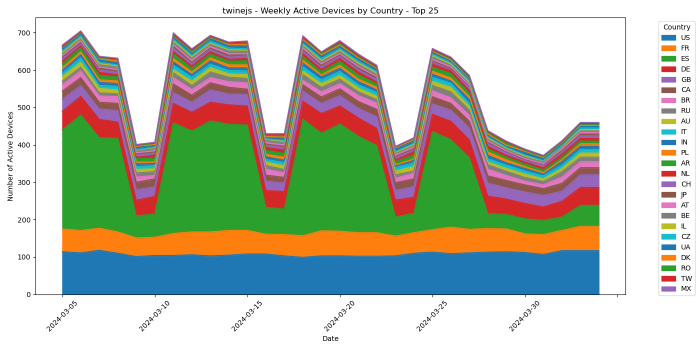 twinejs - Weekly Active Devices by Country - Top 25
Number of Active Devices
700
600
500
400
300
200
100
0
2024-03-05
2024-03-10
2024-03-15
2024-03-20
2024-03-25
2024-03-30
Date
Country
US
FR
ES
DE
GB
CA
BR
RU
AU
IT
IN
PL
AR
NL
CH
JP
AT
BE
IL
CZ
UA
DK
RO
TW
MX